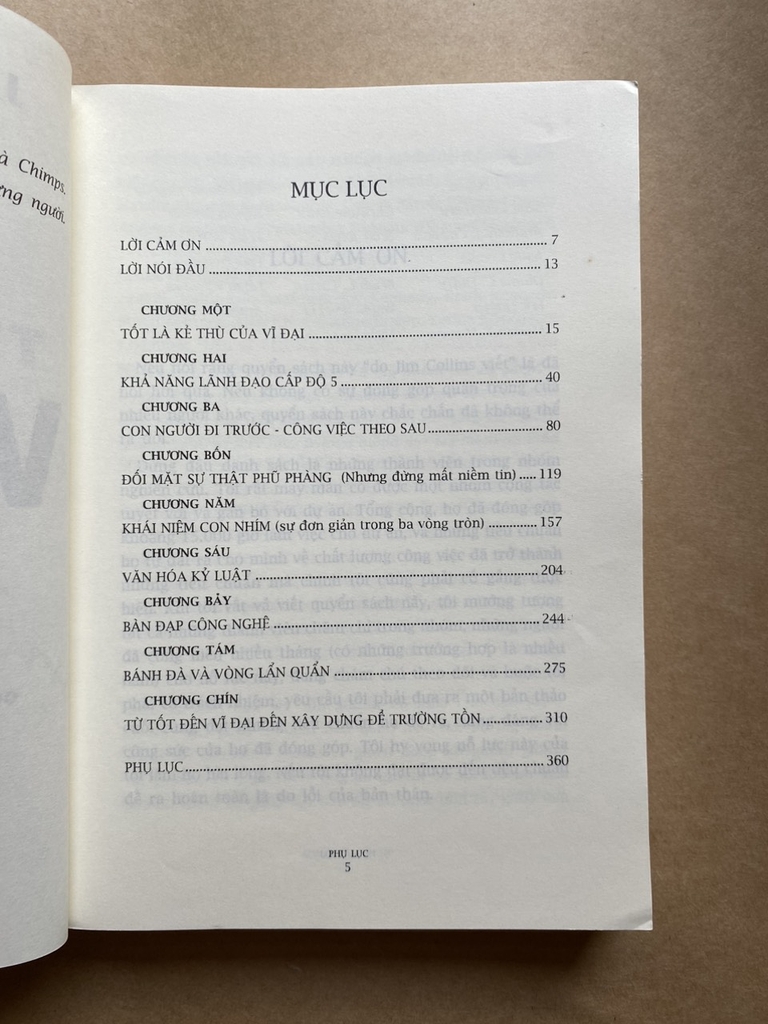 à Chimps.
ng người.
MỤC LỤC
LỜI CẢM ƠN ........ 7
LỜI NÓI ĐẦU ........ 13
CHƯƠNG MỘT
TỐT LÀ KẺ THÙ CỦA VĨ ĐẠI ........ 15
CHƯƠNG HAI
KHẢ NĂNG LÃNH ĐẠO CẤP ĐỘ 5 ........ 40
CHƯƠNG BA
CON NGƯỜI ĐI TRƯỚC - CÔNG VIỆC THEO SAU ........ 80
CHƯƠNG BỐN
ĐỐI MẶT SỰ THẬT PHŨ PHÀNG (Nhưng đừng mất niềm tin) ..... 119
CHƯƠNG NĂM
KHÁI NIỆM CON NHÍM (sự đơn giản trong ba vòng tròn) ........ 157
CHƯƠNG SÁU
VĂN HÓA KỶ LUẬT ........ 204
CHƯƠNG BẢY
BÀN ĐẠP CÔNG NGHỆ ........ 244
CHƯƠNG TÁM
BÁNH ĐÀ VÀ VÒNG LẨN QUẨN ........ 275
CHƯƠNG CHÍN
TỪ TỐT ĐẾN VĨ ĐẠI ĐẾN XÂY DỰNG ĐỂ TRƯỜNG TỒN ........ 310
PHỤ LỤC ........ 360
PHỤ LỤC
5